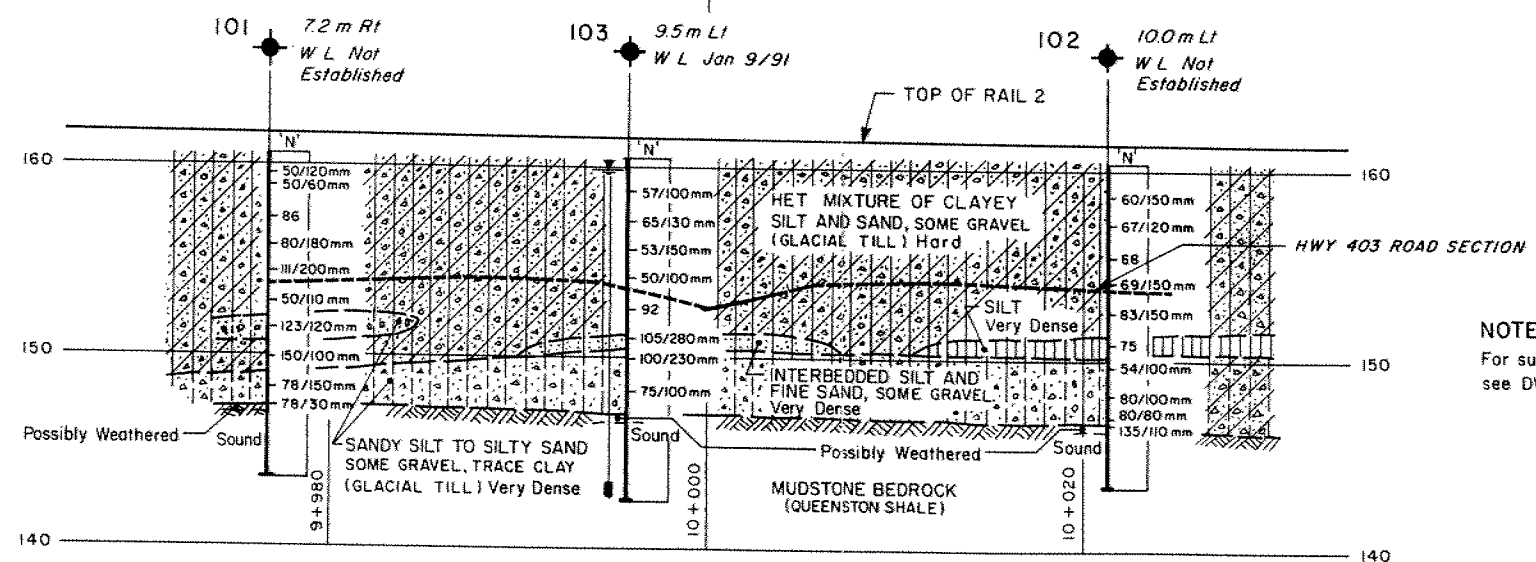 101
7.2 m Rt
W L Not
Established
103
9.5 m Lt
W L Jan 9/91
102
10.0 m Lt
W L Not
Established
TOP OF RAIL 2
160
'N'
50/120mm
50/60mm
86
80/180mm
111/200mm
50/110 mm
123/120mm
150/100mm
78/150mm
78/30mm
150
140
'N'
57/100mm
65/130 mm
53/150mm
50/100mm
92
105/280mm
100/230mm
75/100mm
HET MIXTURE OF CLAYEY
SILT AND SAND, SOME GRAVEL
(GLACIAL TILL) Hard
'N'
60/150mm
67/120mm
68
69/150mm
83/150mm
75
54/100mm
80/100mm
80/80mm
135/110 mm
160
HWY 403 ROAD SECTION
SILT
Very Dense
150
INTERBEDDED SILT AND
FINE SAND, SOME GRAVEL
Very Dense
Possibly Weathered
Sound
SANDY SILT TO SILTY SAND
SOME GRAVEL, TRACE CLAY
(GLACIAL TILL) Very Dense
Sound
Possibly Weathered
Sound
MUDSTONE BEDROCK
(QUEENSTON SHALE)
9+980
10+000
10+020
140
NOTE
For su
see D